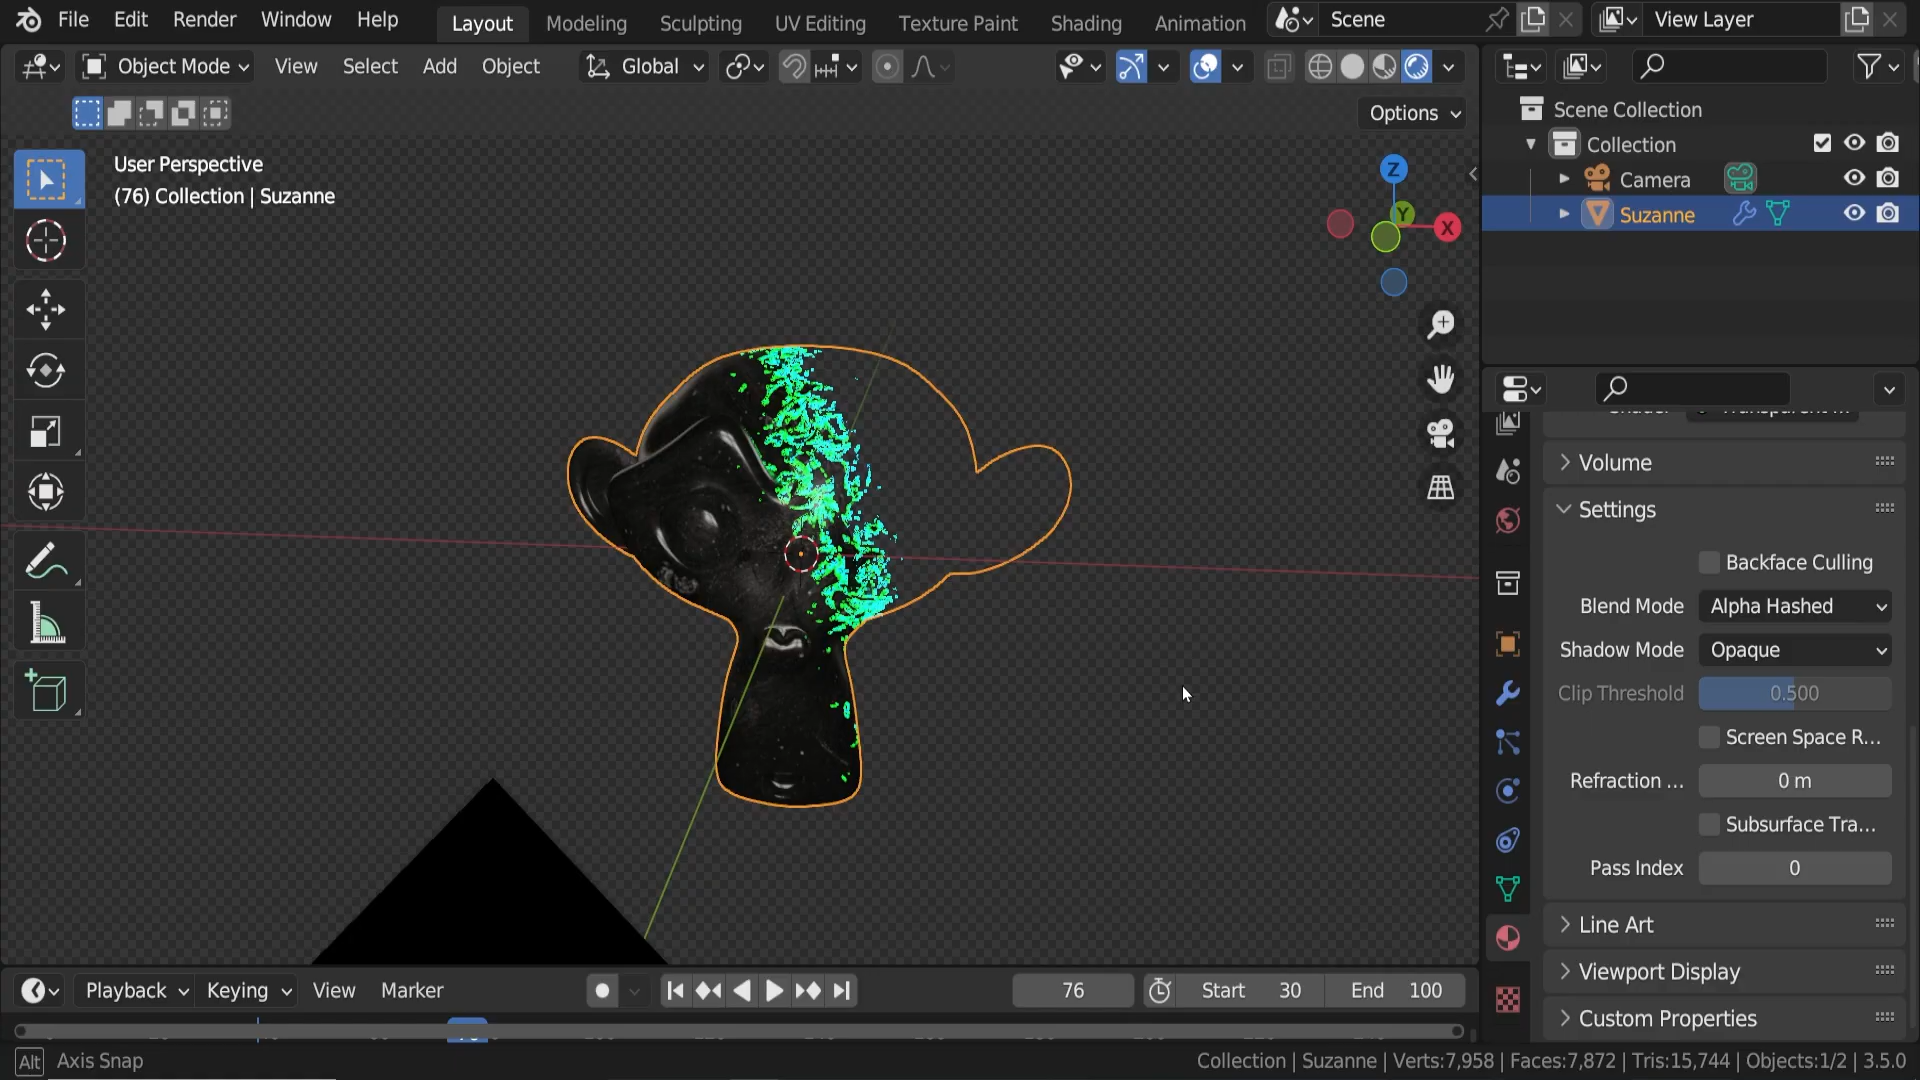 File Edit Render Window Help Layout Modeling Sculpting UV Editing Texture Paint Shading Animation Scene View Layer
Object Mode View Select Add Object Global
Options
User Perspective
(76) Collection | Suzanne
Z
Y
X
Scene Collection
Collection
Camera
Suzanne
Volume
Settings
Backface Culling
Blend Mode Alpha Hashed
Shadow Mode Opaque
Clip Threshold 0.500
Screen Space R...
Refraction ... 0 m
Subsurface Tra...
Pass Index 0
Line Art
Viewport Display
Custom Properties
Playback Keying View Marker 76 Start 30 End 100
Alt Axis Snap
Collection | Suzanne | Verts:7,958 | Faces:7,872 | Tris:15,744 | Objects:1/2 | 3.5.0